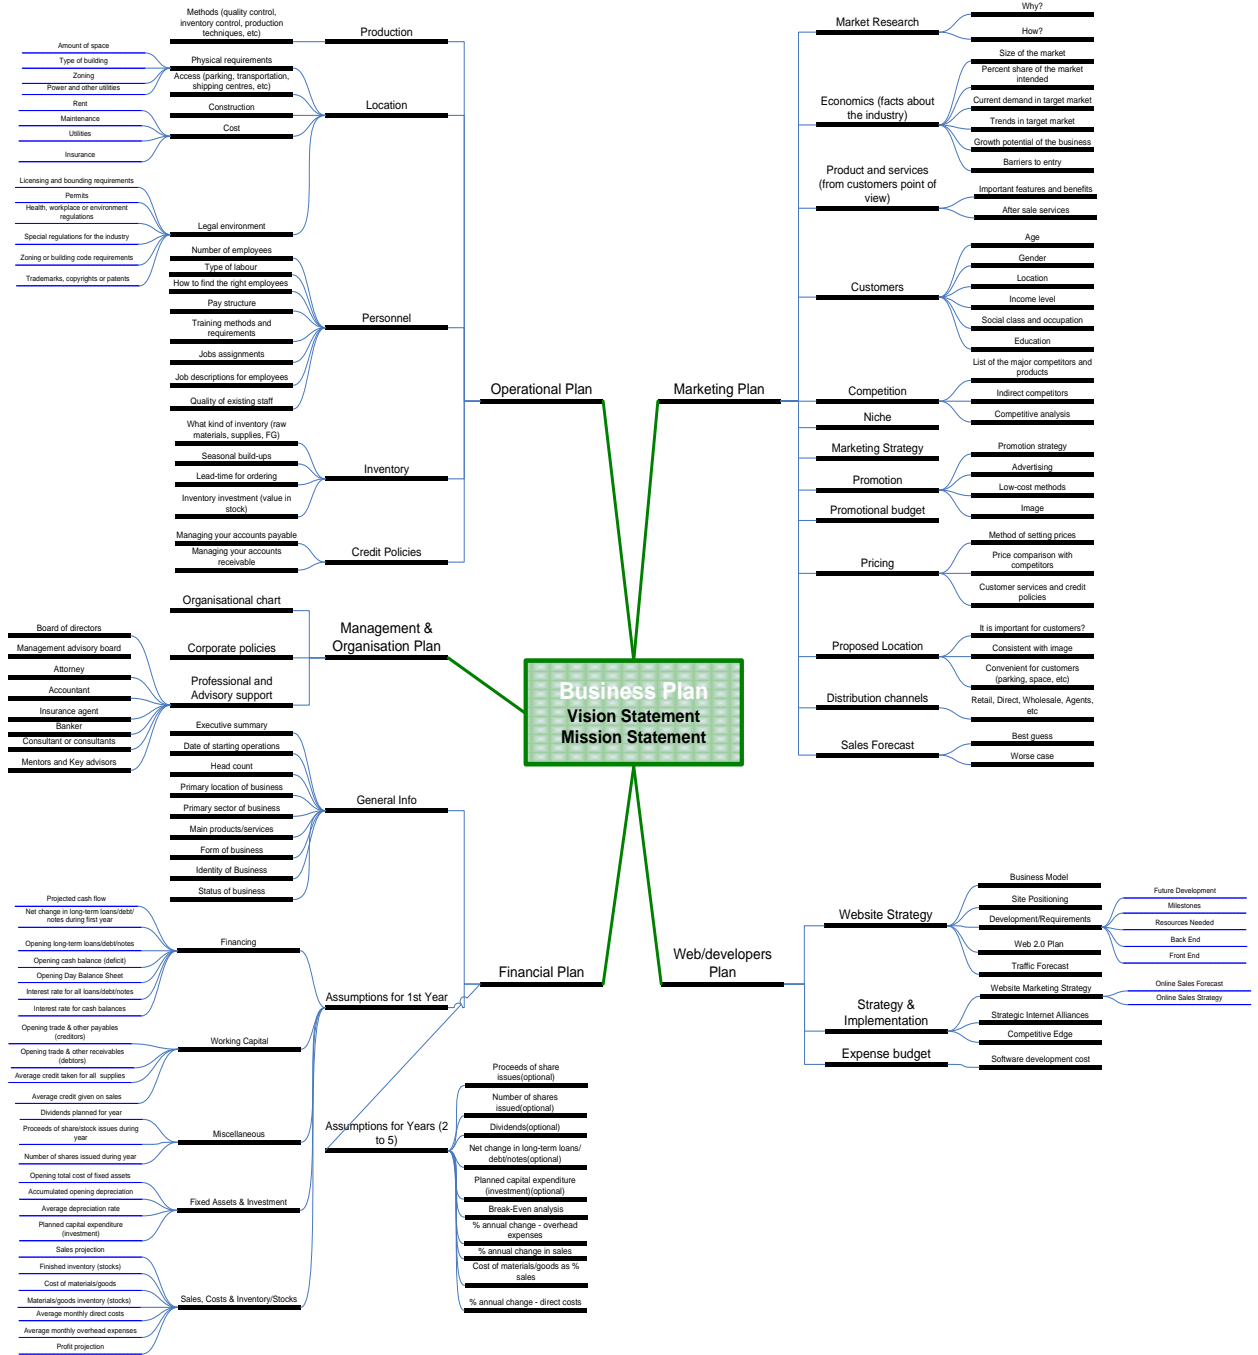 Business Plan
Vision Statement
Mission Statement
Operational Plan
Production
Methods (quality control,
inventory control, production
techniques, etc)
Location
Physical requirements
Amount of space
Type of building
Zoning
Power and other utilities
Access (parking, transportation,
shipping centres, etc)
Construction
Cost
Rent
Maintenance
Utilities
Insurance
Legal environment
Licensing and bounding requirements
Permits
Health, workplace or environment
regulations
Special regulations for the industry
Zoning or building code requirements
Trademarks, copyrights or patents
Personnel
Number of employees
Type of labour
How to find the right employees
Pay structure
Training methods and
requirements
Jobs assignments
Job descriptions for employees
Quality of existing staff
Inventory
What kind of inventory (raw
materials, supplies, FG)
Seasonal build-ups
Lead-time for ordering
Inventory investment (value in
stock)
Credit Policies
Managing your accounts payable
Managing your accounts
receivable
Management &
Organisation Plan
Organisational chart
Corporate policies
Professional and
Advisory support
Board of directors
Management advisory board
Attorney
Accountant
Insurance agent
Banker
Consultant or consultants
Mentors and Key advisors
Financial Plan
General Info
Executive summary
Date of starting operations
Head count
Primary location of business
Primary sector of business
Main products/services
Form of business
Identity of Business
Status of business
Assumptions for 1st Year
Financing
Projected cash flow
Net change in long-term loans/debt/
notes during first year
Opening long-term loans/debt/notes
Opening cash balance (deficit)
Opening Day Balance Sheet
Interest rate for all loans/debt/notes
Interest rate for cash balances
Working Capital
Opening trade & other payables
(creditors)
Opening trade & other receivables
(debtors)
Average credit taken for all supplies
Average credit given on sales
Miscellaneous
Dividends planned for year
Proceeds of share/stock issues during
year
Number of shares issued during year
Fixed Assets & Investment
Opening total cost of fixed assets
Accumulated opening depreciation
Average depreciation rate
Planned capital expenditure
(investment)
Sales, Costs & Inventory/Stocks
Sales projection
Finished inventory (stocks)
Cost of materials/goods
Materials/goods inventory (stocks)
Average monthly direct costs
Average monthly overhead expenses
Profit projection
Assumptions for Years (2
to 5)
Proceeds of share
issues(optional)
Number of shares
issued(optional)
Dividends(optional)
Net change in long-term loans/
debt/notes(optional)
Planned capital expenditure
(investment)(optional)
Break-Even analysis
% annual change - overhead
expenses
% annual change in sales
Cost of materials/goods as %
sales
% annual change - direct costs
Marketing Plan
Market Research
Why?
How?
Economics (facts about
the industry)
Size of the market
Percent share of the market
intended
Current demand in target market
Trends in target market
Growth potential of the business
Barriers to entry
Product and services
(from customers point of
view)
Important features and benefits
After sale services
Customers
Age
Gender
Location
Income level
Social class and occupation
Education
Competition
List of the major competitors and
products
Indirect competitors
Competitive analysis
Niche
Marketing Strategy
Promotion
Promotion strategy
Advertising
Low-cost methods
Image
Promotional budget
Pricing
Method of setting prices
Price comparison with
competitors
Customer services and credit
policies
Proposed Location
It is important for customers?
Consistent with image
Convenient for customers
(parking, space, etc)
Distribution channels
Retail, Direct, Wholesale, Agents,
etc
Sales Forecast
Best guess
Worse case
Web/developers
Plan
Website Strategy
Business Model
Site Positioning
Development/Requirements
Future Development
Milestones
Resources Needed
Back End
Front End
Web 2.0 Plan
Traffic Forecast
Strategy &
Implementation
Website Marketing Strategy
Online Sales Forecast
Online Sales Strategy
Strategic Internet Alliances
Competitive Edge
Expense budget
Software development cost